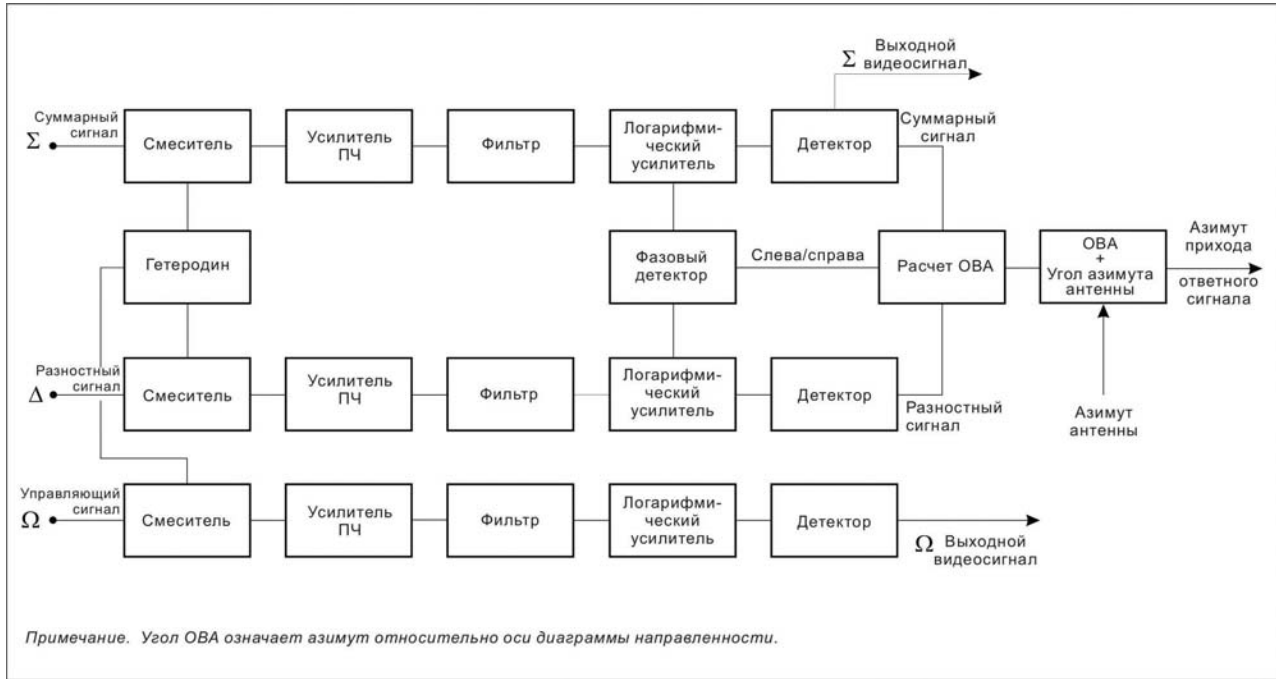 Σ Выходной
видеосигнал
Суммарный
сигнал
Σ
Смеситель
Усилитель
ПЧ
Фильтр
Логарифми-
ческий
усилитель
Детектор
Суммарный
сигнал
Гетеродин
Фазовый
детектор
Слева/справа
Расчет OBA
OBA
+
Угол азимута
антенны
Азимут
прихода
ответного
сигнала
Разностный
сигнал
Δ
Смеситель
Усилитель
ПЧ
Фильтр
Логарифми-
ческий
усилитель
Детектор
Разностный
сигнал
Азимут
антенны
Управляющий
сигнал
Ω
Смеситель
Усилитель
ПЧ
Фильтр
Логарифми-
ческий
усилитель
Детектор
Ω Выходной
видеосигнал
Примечание. Угол OBA означает азимут относительно оси диаграммы направленности.